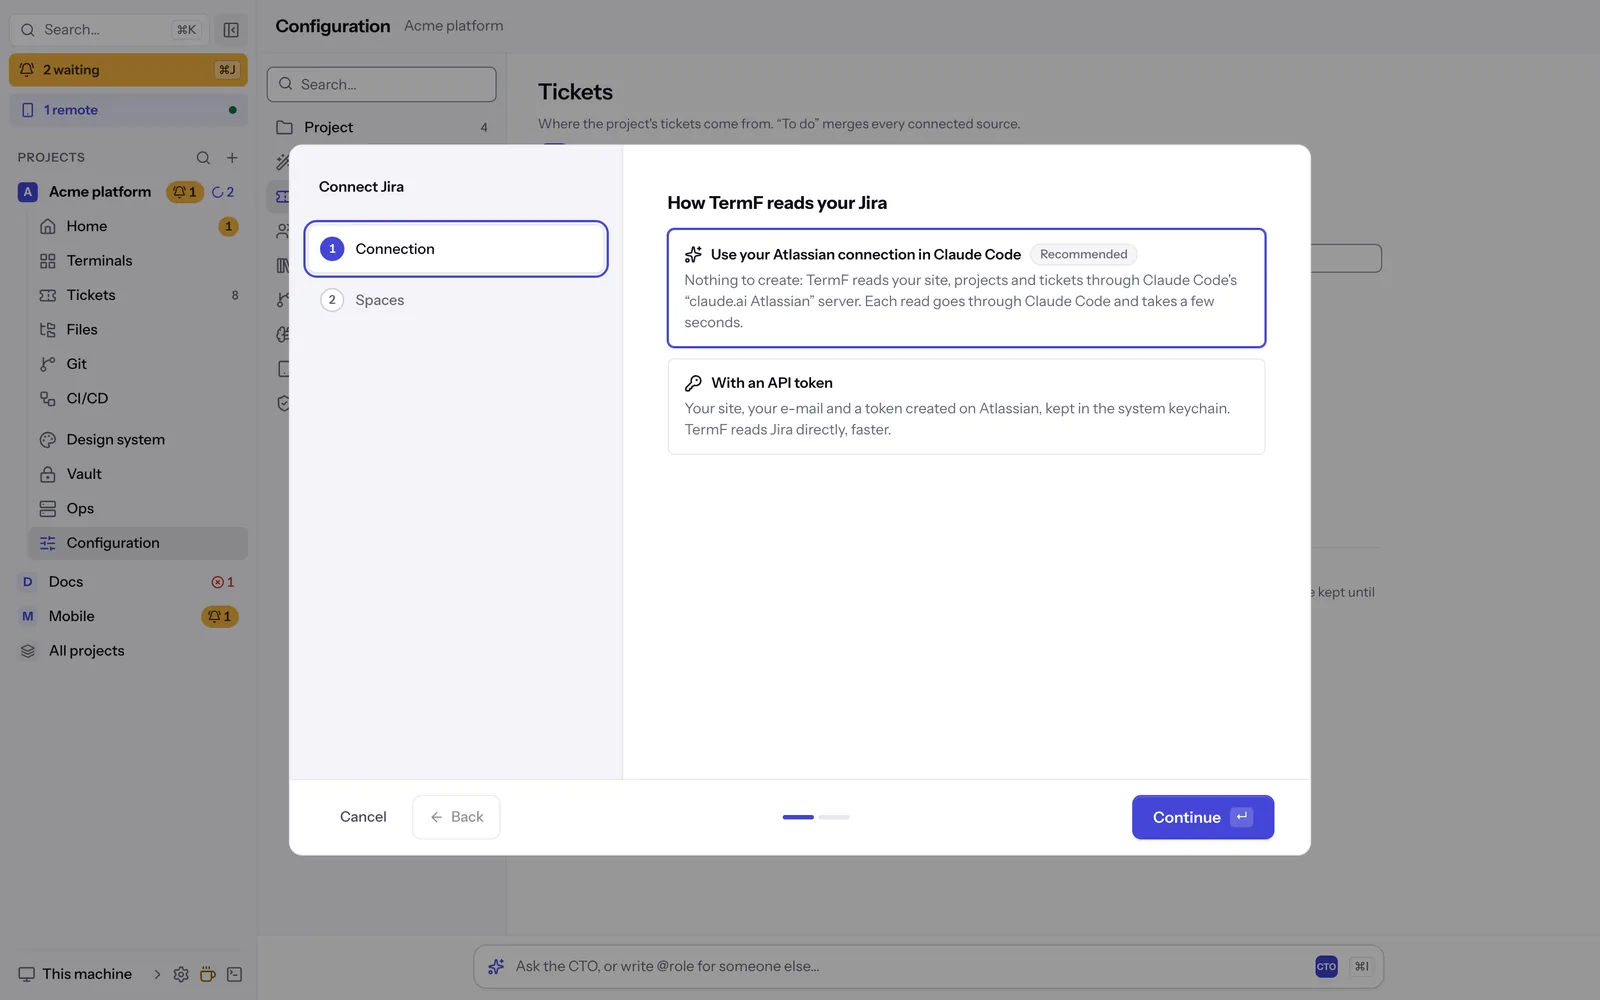 Search...
⌘K
2 waiting
⌘J
1 remote
PROJECTS
A
Acme platform
1
2
Home
1
Terminals
Tickets
8
Files
Git
CI/CD
Design system
Vault
Ops
Configuration
D
Docs
1
M
Mobile
1
All projects
This machine
Configuration
Acme platform
Search...
Project
4
Tickets
Where the project's tickets come from. “To do” merges every connected source.
e kept until
Connect Jira
1
Connection
2
Spaces
How TermF reads your Jira
Use your Atlassian connection in Claude Code
Recommended
Nothing to create: TermF reads your site, projects and tickets through Claude Code's
“claude.ai Atlassian” server. Each read goes through Claude Code and takes a few
seconds.
With an API token
Your site, your e-mail and a token created on Atlassian, kept in the system keychain.
TermF reads Jira directly, faster.
Cancel
← Back
Continue ↵
Ask the CTO, or write @role for someone else...
CTO
⌘I